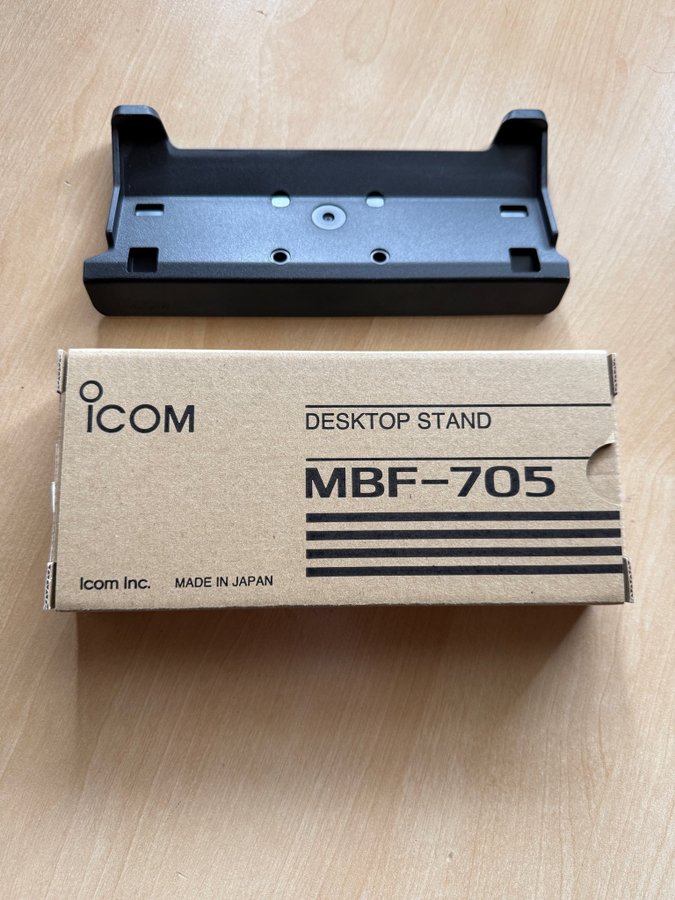 ICOM
DESKTOP STAND
MBF-705
Icom Inc. MADE IN JAPAN